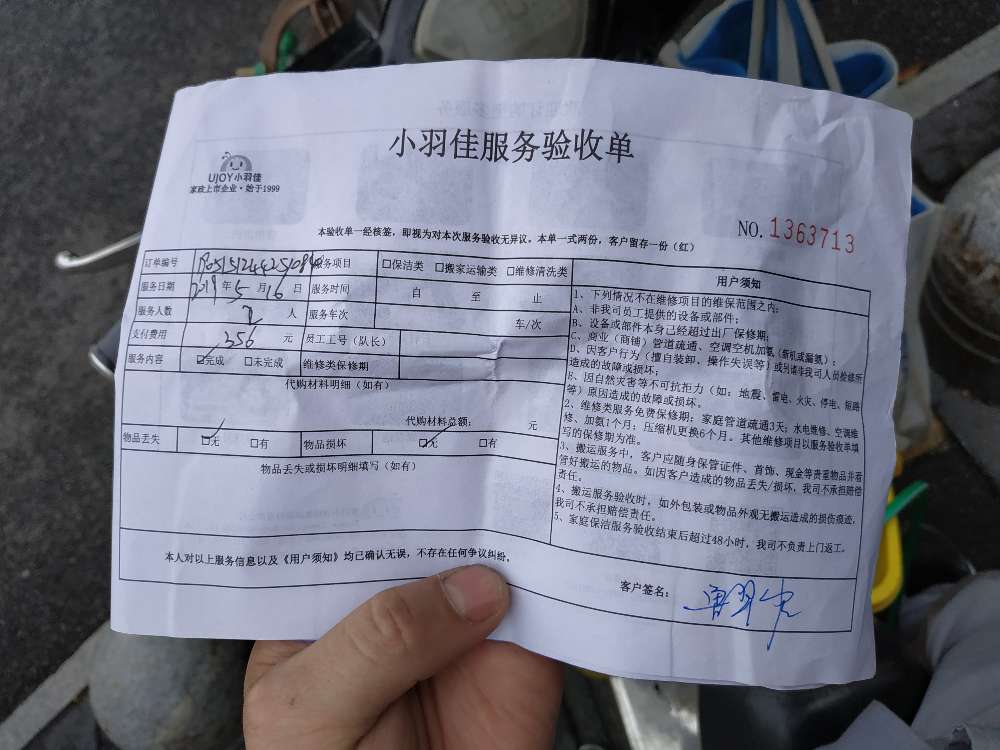 小羽佳服务验收单
UJOY小羽佳
家政上市企业·始于1999
NO. 1363713
本验收单一经核签，即视为对本次服务验收无异议。本单一式两份，客户留存一份（红）
订单编号 服务项目 □保洁类 □搬家运输类 □维修清洗类
服务日期 2019年5月16日 服务时间 自 至 止
服务人数 2 人 服务车次 车/次
支付费用 356 元 员工工号（队长）
服务内容 ☑完成 □未完成 维修类保修期
代购材料明细（如有）
代购材料总额： 元
物品丢失 ☑无 □有 物品损坏 ☑无 □有
物品丢失或损坏明细填写（如有）
本人对以上服务信息以及《用户须知》均已确认无误，不存在任何争议纠纷。
用户须知
1、下列情况不在维修项目的维保范围之内：
A、非我司员工提供的设备或部件；
B、设备或部件本身已经超过出厂保修期；
C、商业（商铺）管道疏通、空调空机加氨（新机或漏氨）；
D、因客户行为（擅自装卸、操作失误等）或另请非我司人员检修所
造成的故障或损坏；
E、因自然灾害等不可抗拒力（如：地震、雷电、火灾、停电、短路
等）原因造成的故障或损坏。
2、维修类服务免费保修期：家庭管道疏通3天；水电维修、空调维
修、加氨1个月；压缩机更换6个月。其他维修项目以服务验收单填
写的保修期为准。
3、搬运服务中，客户应随身保管证件、首饰、现金等贵重物品并看
管好搬运的物品。如因客户造成的物品丢失/损坏，我司不承担赔偿
责任。
4、搬运服务验收时，如外包装或物品外观无搬运造成的损伤痕迹，
我司不承担赔偿责任。
5、家庭保洁服务验收结束后超过48小时，我司不负责上门返工。
客户签名：